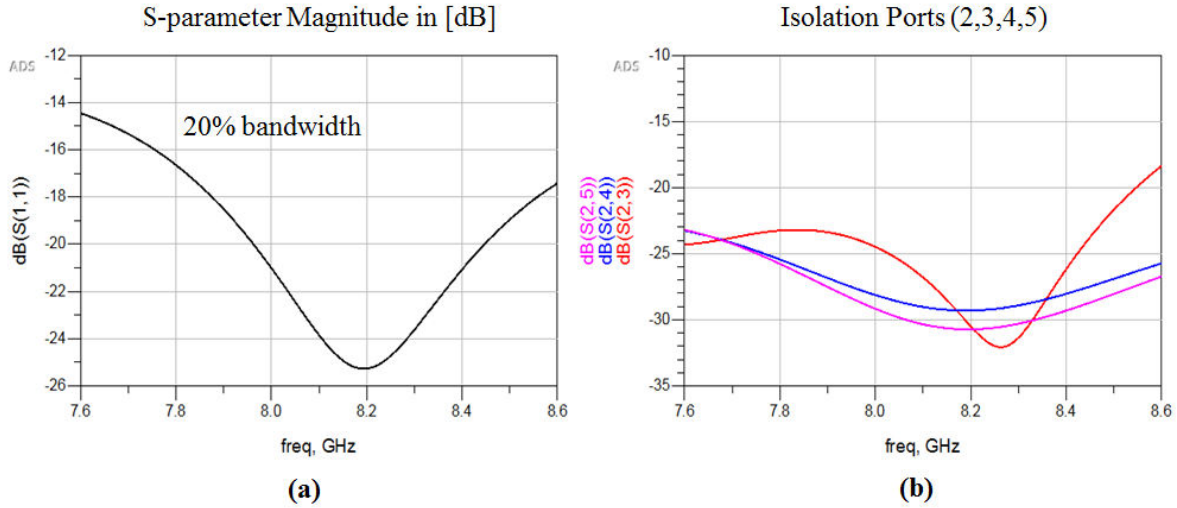 S-parameter Magnitude in [dB]
Isolation Ports (2,3,4,5)
ADS
-12
-14
-16
-18
-20
-22
-24
-26
dB(S(1,1))
20% bandwidth
7.6
7.8
8.0
8.2
8.4
8.6
freq, GHz
(a)
ADS
-10
-15
-20
-25
-30
-35
dB(S(2,5))
dB(S(2,4))
dB(S(2,3))
7.6
7.8
8.0
8.2
8.4
8.6
freq, GHz
(b)